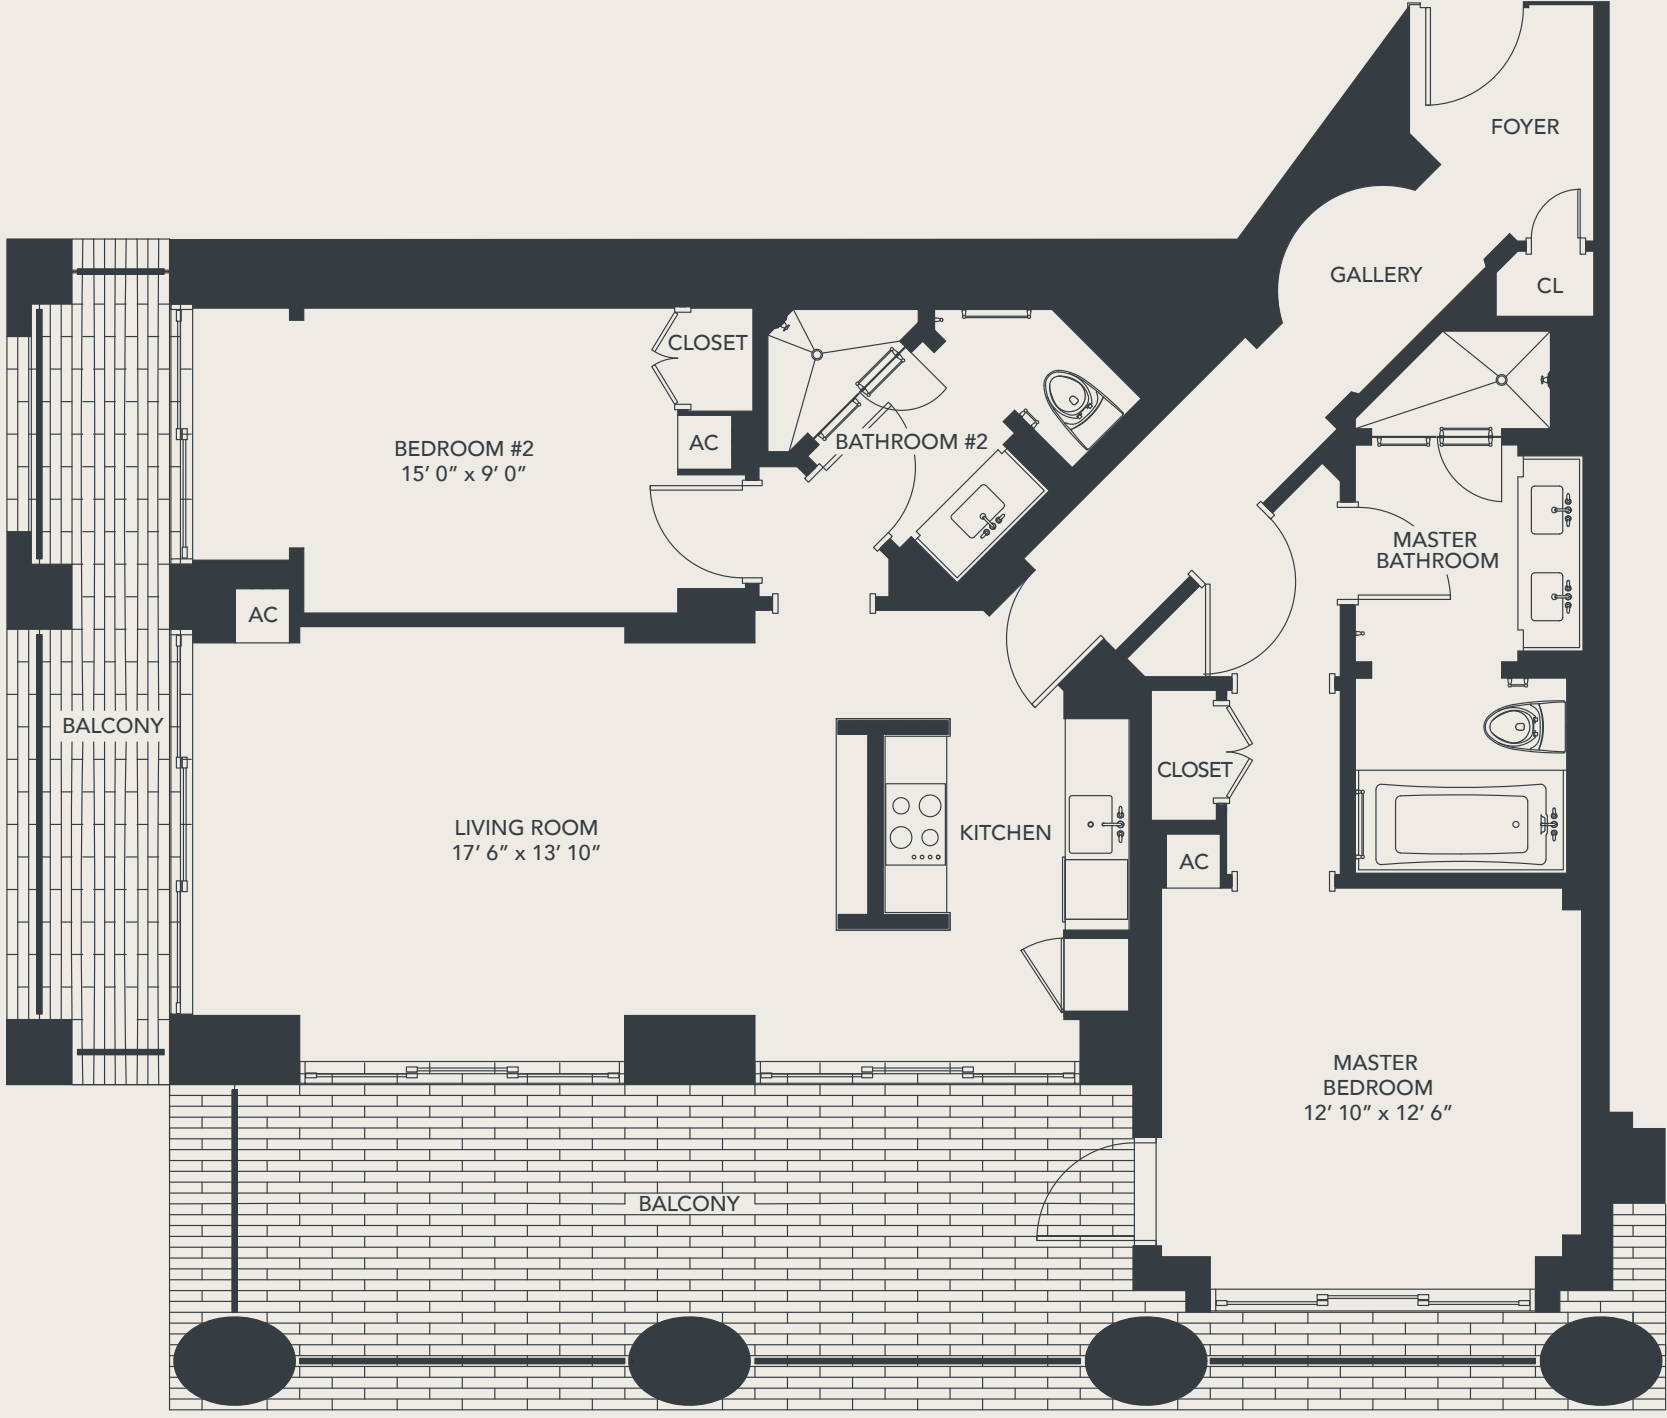 FOYER
GALLERY
CL
CLOSET
BEDROOM #2
15' 0" x 9' 0"
AC
BATHROOM #2
MASTER
BATHROOM
AC
BALCONY
CLOSET
LIVING ROOM
17' 6" x 13' 10"
KITCHEN
AC
MASTER
BEDROOM
12' 10" x 12' 6"
BALCONY